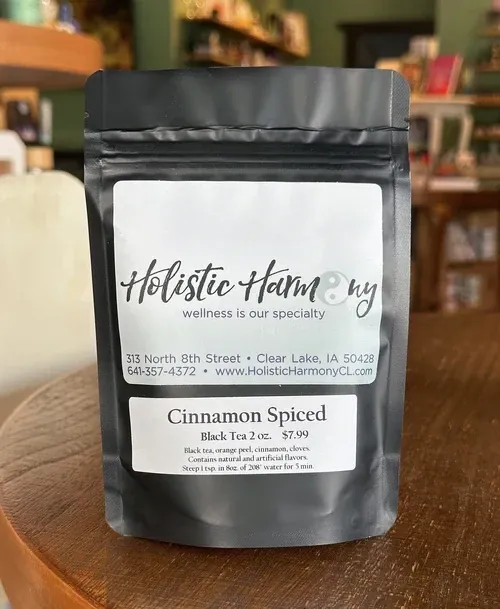 Holistic Harmony
wellness is our specialty
313 North 8th Street • Clear Lake, IA 50428
641-357-4372 • www.HolisticHarmonyCL.com
Cinnamon Spiced
Black Tea 2 oz. $7.99
Black tea, orange peel, cinnamon, cloves.
Contains natural and artificial flavors.
Steep 1 tsp. in 8oz. of 208° water for 5 min.